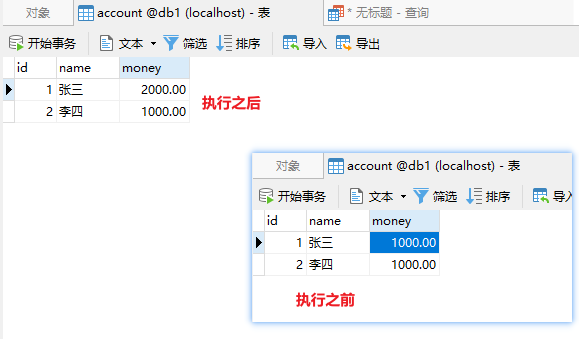 对象 account @db1 (localhost) - 表 * 无标题 - 查询
开始事务 文本 筛选 排序 导入 导出
id name money
1 张三 2000.00
2 李四 1000.00
执行之后
对象 account @db1 (localhost) - 表
开始事务 文本 筛选 排序 导入
id name money
1 张三 1000.00
2 李四 1000.00
执行之前